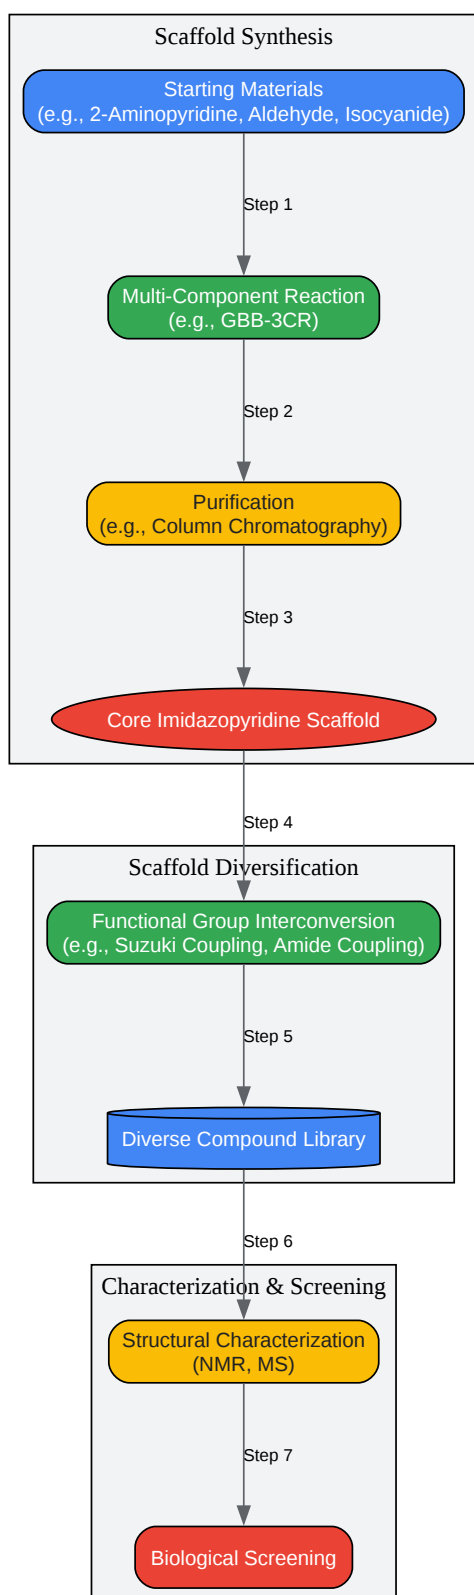 Scaffold Synthesis
Starting Materials
(e.g., 2-Aminopyridine, Aldehyde, Isocyanide)
Step 1
Multi-Component Reaction
(e.g., GBB-3CR)
Step 2
Purification
(e.g., Column Chromatography)
Step 3
Core Imidazopyridine Scaffold
Step 4
Scaffold Diversification
Functional Group Interconversion
(e.g., Suzuki Coupling, Amide Coupling)
Step 5
Diverse Compound Library
Step 6
Characterization & Screening
Structural Characterization
(NMR, MS)
Step 7
Biological Screening